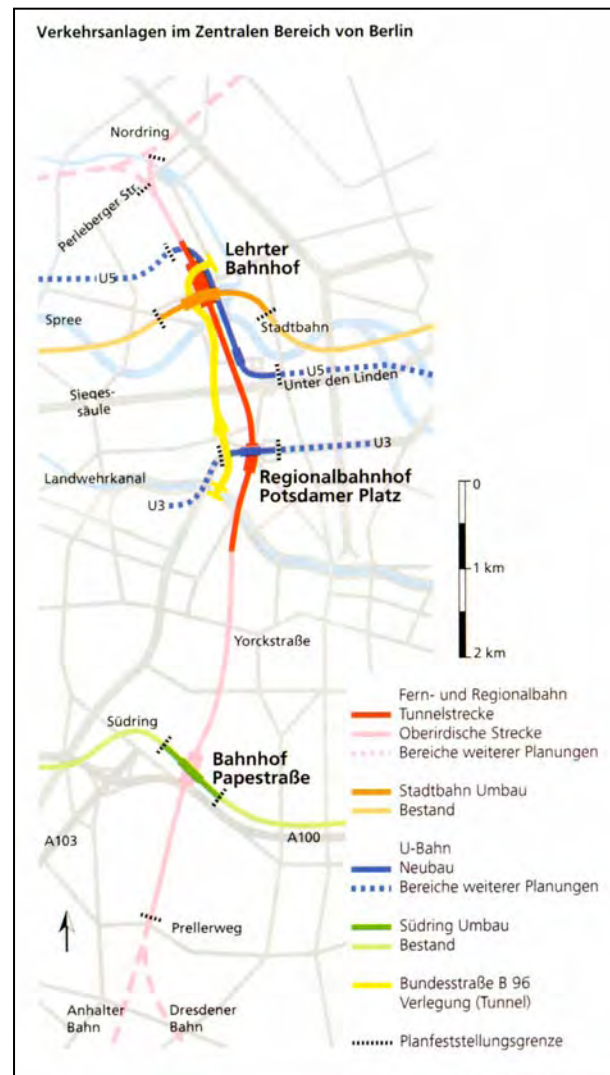 Verkehrsanlagen im Zentralen Bereich von Berlin
Nordring
Perleberger Str.
Lehrter
Bahnhof
U5
Spree
Stadtbahn
U5
Unter den Linden
Sieges-
säule
U3
Landwehrkanal
Regionalbahnhof
Potsdamer Platz
U3
0
1 km
2 km
Yorckstraße
Südring
Bahnhof
Papestraße
A103
A100
Prellerweg
Anhalter
Bahn
Dresdener
Bahn
Fern- und Regionalbahn
Tunnelstrecke
Oberirdische Strecke
Bereiche weiterer Planungen
Stadtbahn Umbau
Bestand
U-Bahn
Neubau
Bereiche weiterer Planungen
Südring Umbau
Bestand
Bundesstraße B 96
Verlegung (Tunnel)
Planfeststellungsgrenze